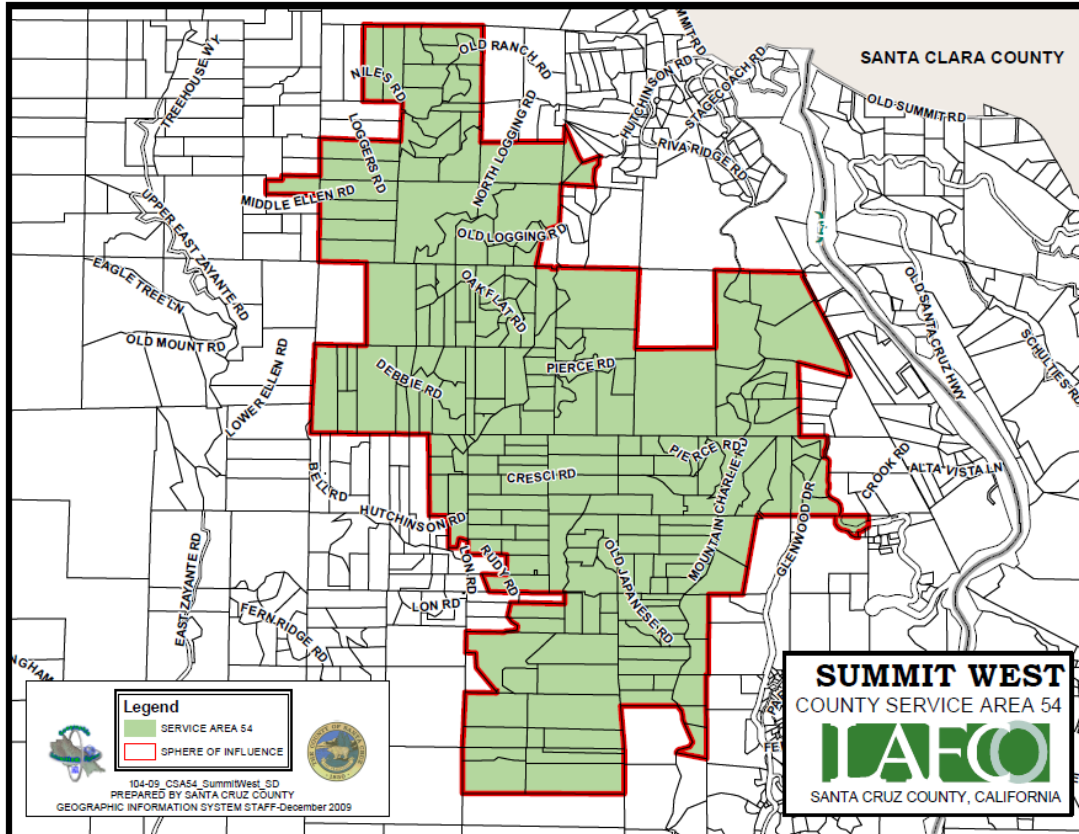 SUMMIT RD
SANTA CLARA COUNTY
OLD RANCH RD
NILES RD
TREEHOUSE WY
HUTCHINSON RD
STAGECOACH RD
OLD SUMMIT RD
LOGGERS RD
NORTH LOGGING RD
RIVA RIDGE RD
MIDDLE ELLEN RD
UPPER EAST ZAYANTE RD
OLD LOGGING RD
EAGLE TREE LN
OAK FLAT RD
OLD SANTA CRUZ HWY
OLD MOUNT RD
SCHULTIES RD
LOWER ELLEN RD
DEBBIE RD
PIERCE RD
PIERCE RD
MOUNTAIN CHARLIE RD
CRESCI RD
BELL RD
CROOK RD
ALTA VISTA LN
GLENWOOD DR
HUTCHINSON RD
LON RD
RUDY RD
OLD JAPANESE RD
EAST ZAYANTE RD
LON RD
FERN RIDGE RD
NGHAM
Legend
SERVICE AREA 54
SPHERE OF INFLUENCE
104-09_CSA54_SummitWest_SD
PREPARED BY SANTA CRUZ COUNTY
GEOGRAPHIC INFORMATION SYSTEM STAFF-December 2009
SUMMIT WEST
COUNTY SERVICE AREA 54
LAFCO
SANTA CRUZ COUNTY, CALIFORNIA